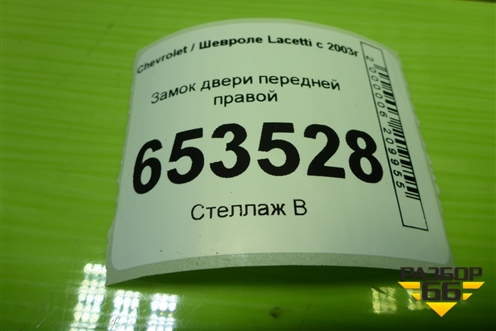 Chevrolet / Шевроле Lacetti с 2003г
Замок двери передней
правой
653528
Стеллаж В
2000006209955
РАЗБОР
66